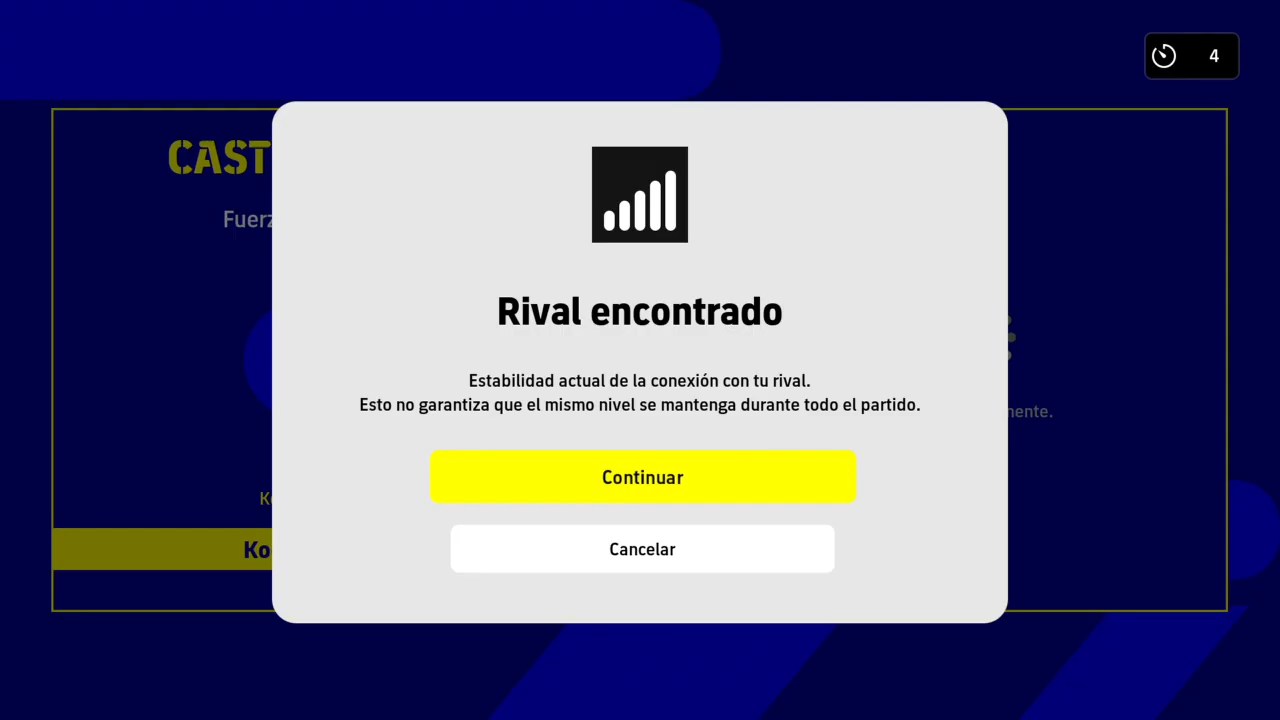 4
CAST
Fuerz
Rival encontrado
Estabilidad actual de la conexión con tu rival.
Esto no garantiza que el mismo nivel se mantenga durante todo el partido.
mente.
Continuar
Ko
Cancelar